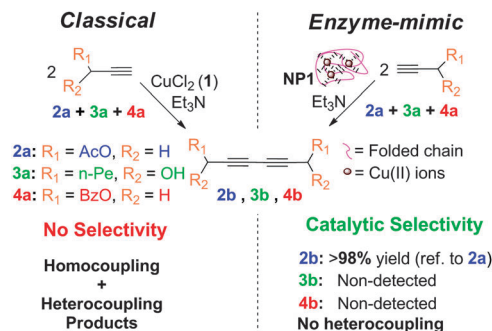 Classical
2
R1
R2
2a + 3a + 4a
CuCl2 (1)
Et3N
Enzyme-mimic
NP1
Et3N
2
R1
R2
2a + 3a + 4a
R1
R2
R1
R2
2b , 3b , 4b
2a: R1 = AcO, R2 = H
3a: R1 = n-Pe, R2 = OH
4a: R1 = BzO, R2 = H
= Folded chain
= Cu(II) ions
No Selectivity
Homocoupling
+
Heterocoupling
Products
Catalytic Selectivity
2b: >98% yield (ref. to 2a)
3b: Non-detected
4b: Non-detected
No heterocoupling